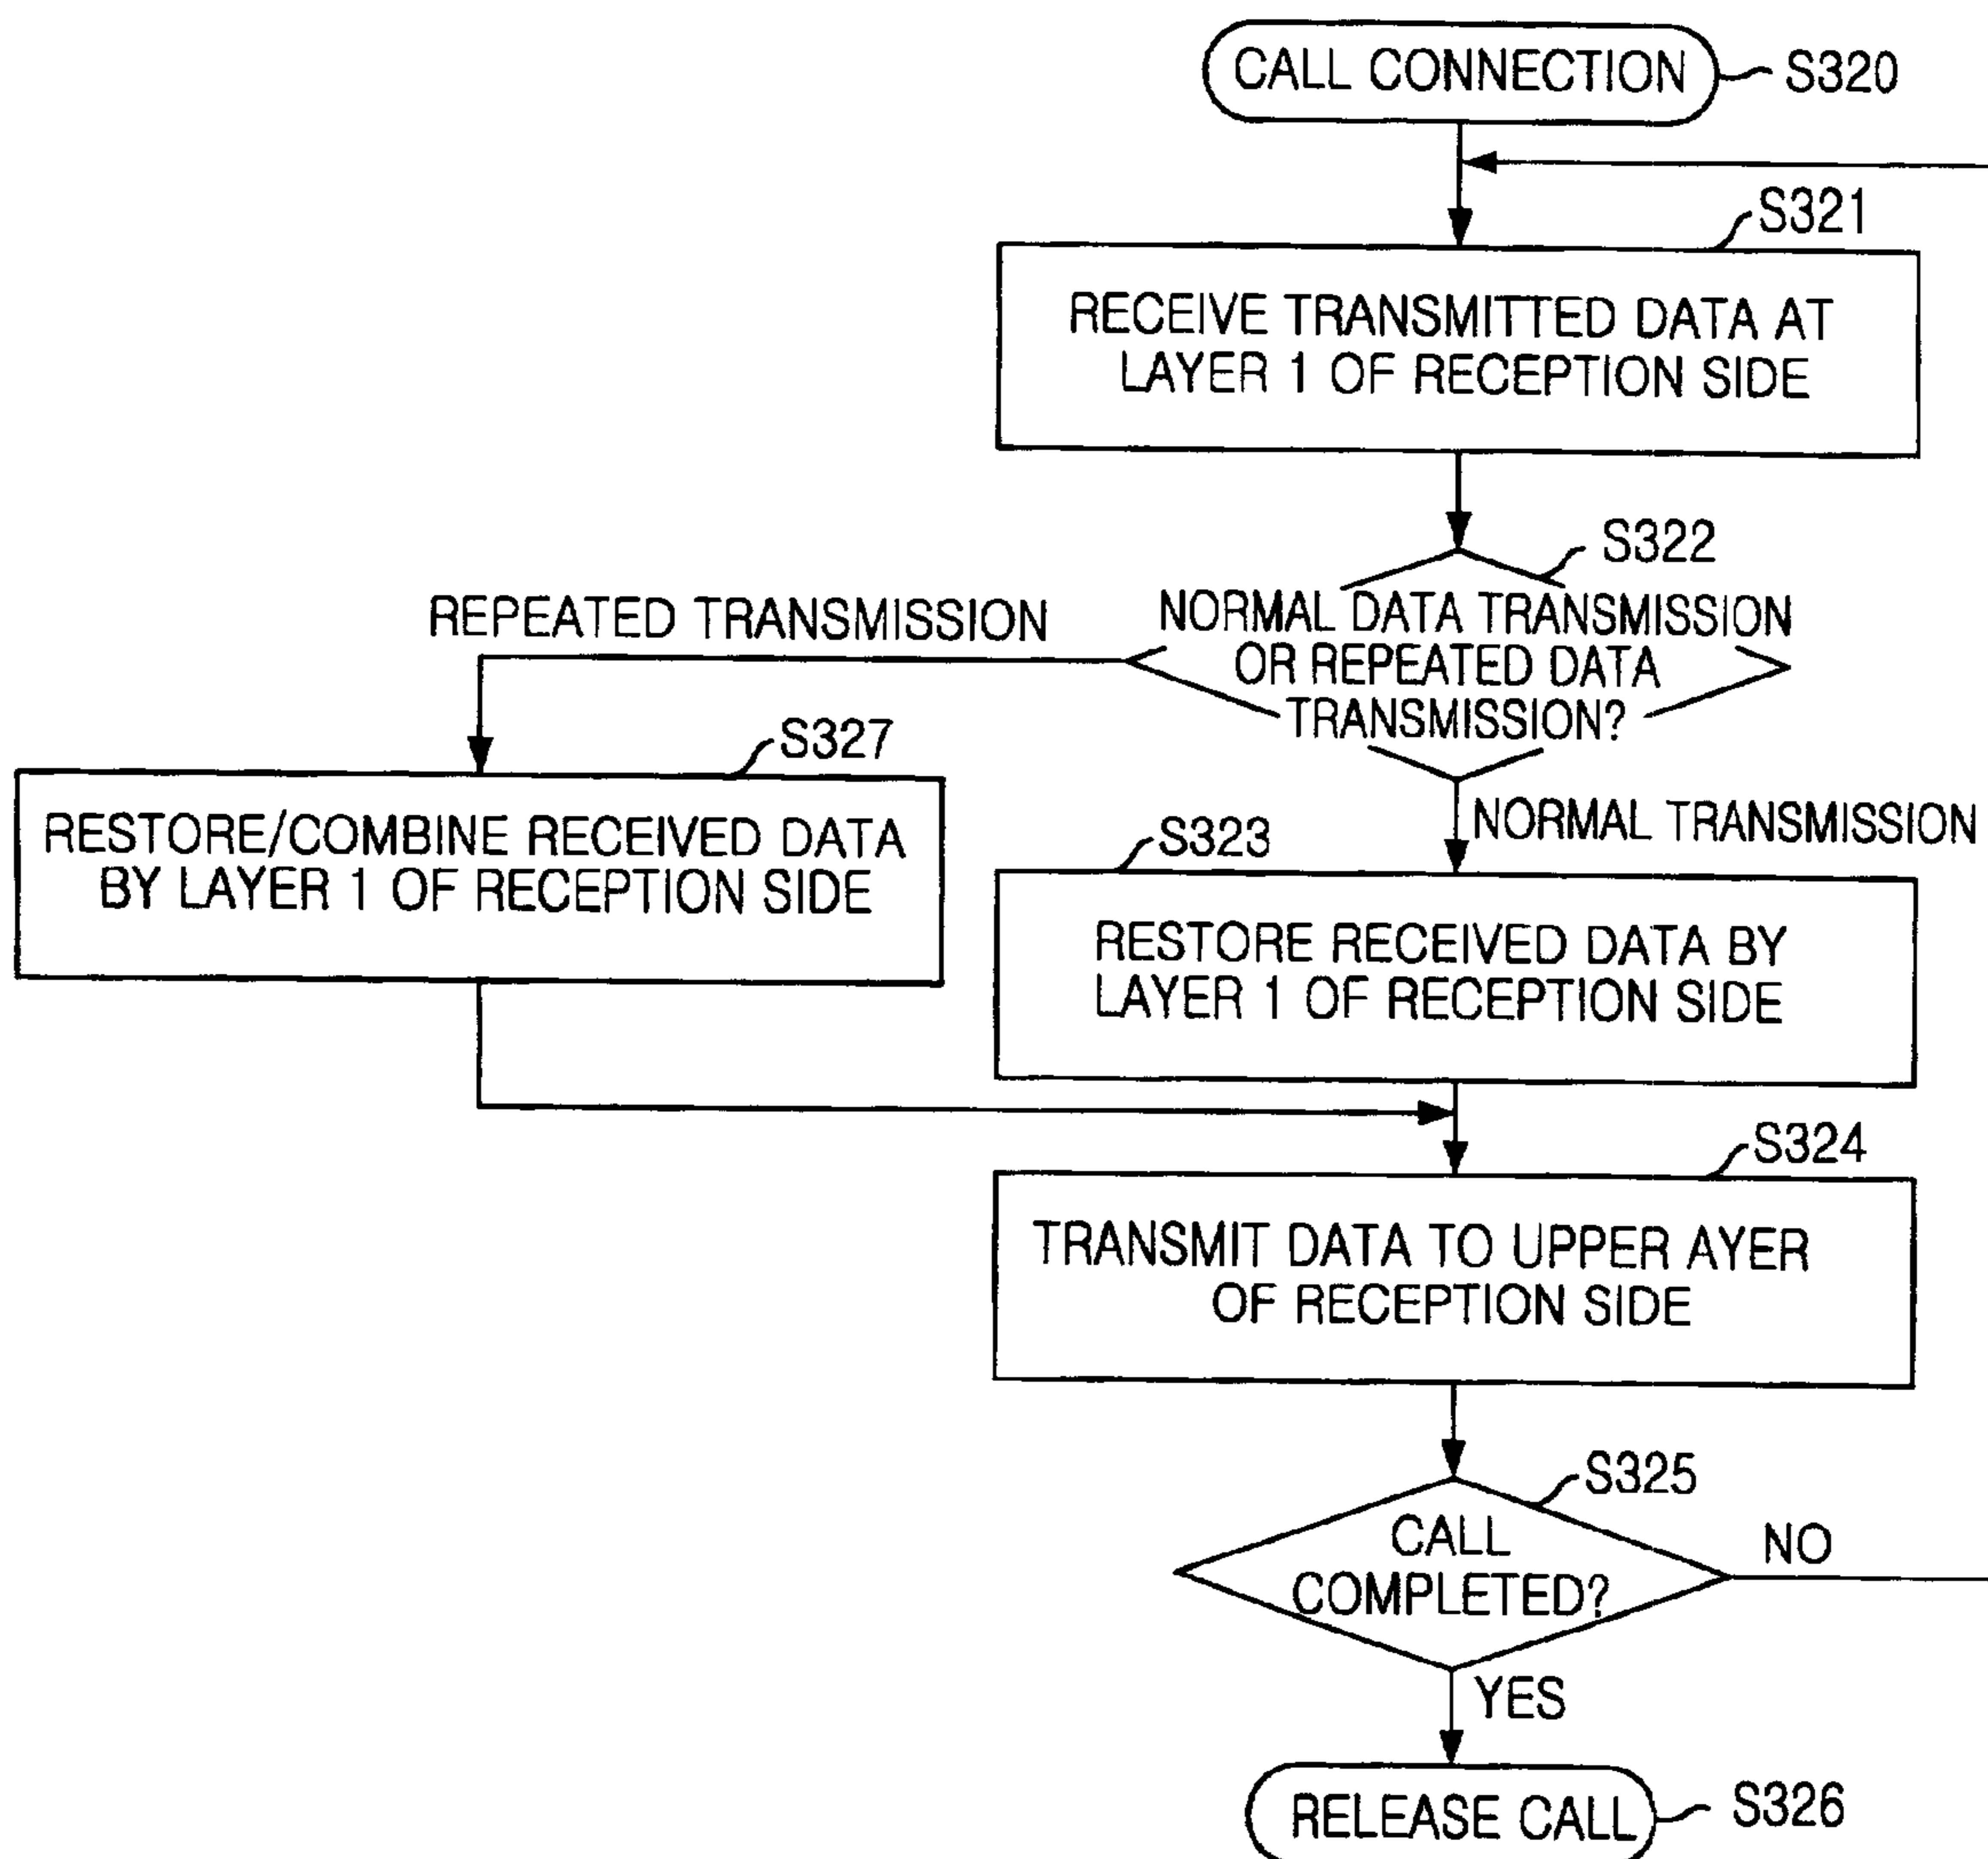 CALL CONNECTION
S320
S321
RECEIVE TRANSMITTED DATA AT
LAYER 1 OF RECEPTION SIDE
S322
REPEATED TRANSMISSION
NORMAL DATA TRANSMISSION
OR REPEATED DATA
TRANSMISSION?
S327
RESTORE/COMBINE RECEIVED DATA
BY LAYER 1 OF RECEPTION SIDE
NORMAL TRANSMISSION
S323
RESTORE RECEIVED DATA BY
LAYER 1 OF RECEPTION SIDE
S324
TRANSMIT DATA TO UPPER AYER
OF RECEPTION SIDE
S325
CALL
COMPLETED?
NO
YES
RELEASE CALL
S326